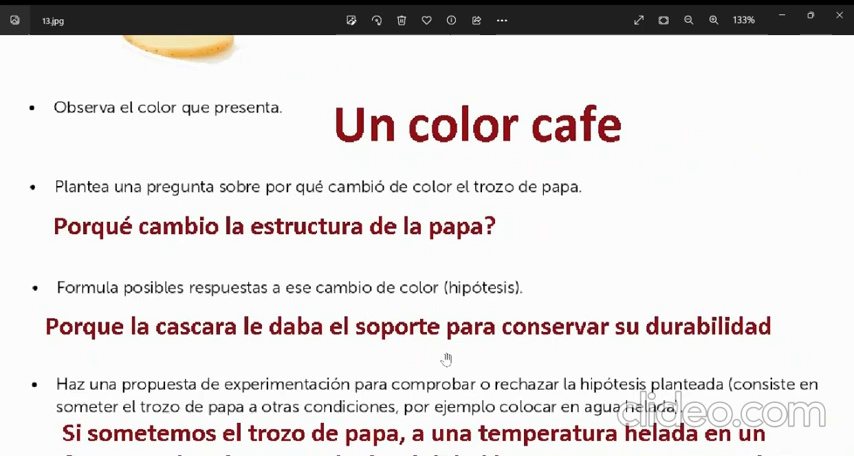 13.jpg
133%
• Observa el color que presenta.
Un color cafe
• Plantea una pregunta sobre por qué cambió de color el trozo de papa.
Porqué cambio la estructura de la papa?
• Formula posibles respuestas a ese cambio de color (hipótesis).
Porque la cascara le daba el soporte para conservar su durabilidad
• Haz una propuesta de experimentación para comprobar o rechazar la hipótesis planteada (consiste en
someter el trozo de papa a otras condiciones, por ejemplo colocar en agua helada).
clideo.com
Si sometemos el trozo de papa, a una temperatura helada en un